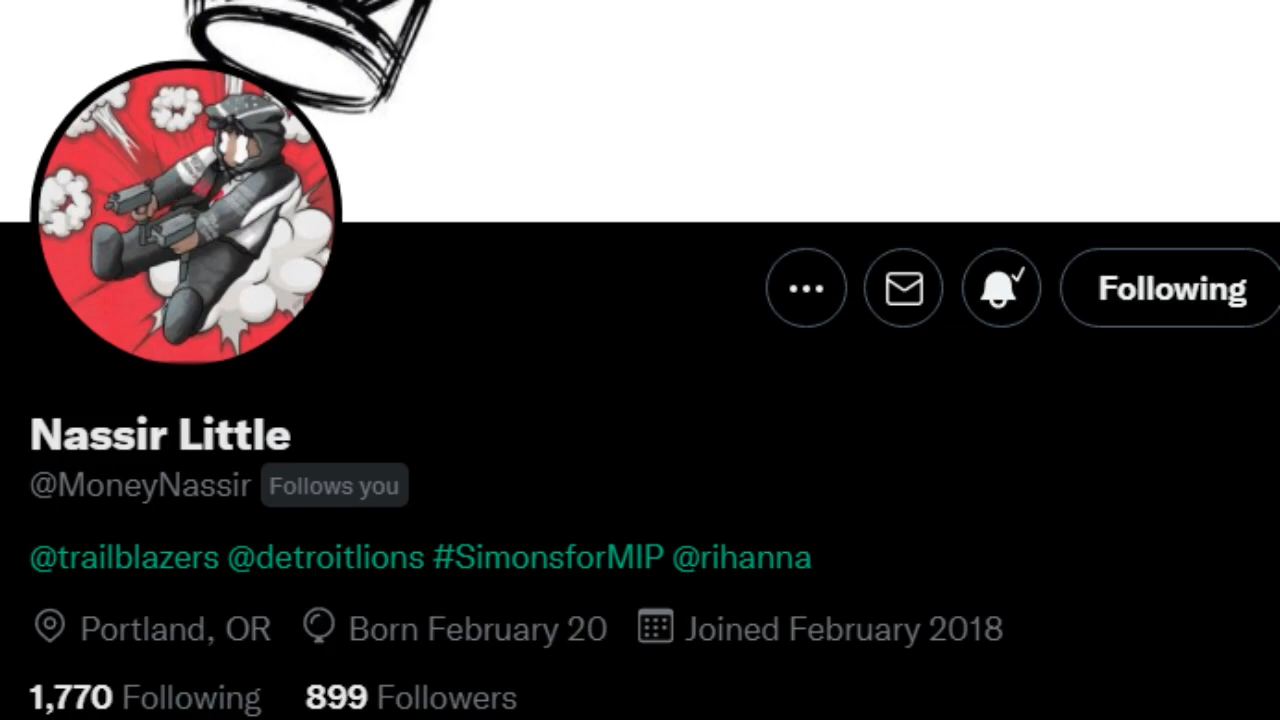 Following
Nassir Little
@MoneyNassir Follows you
@trailblazers @detroitlions #SimonsforMIP @rihanna
Portland, OR Born February 20 Joined February 2018
1,770 Following 899 Followers